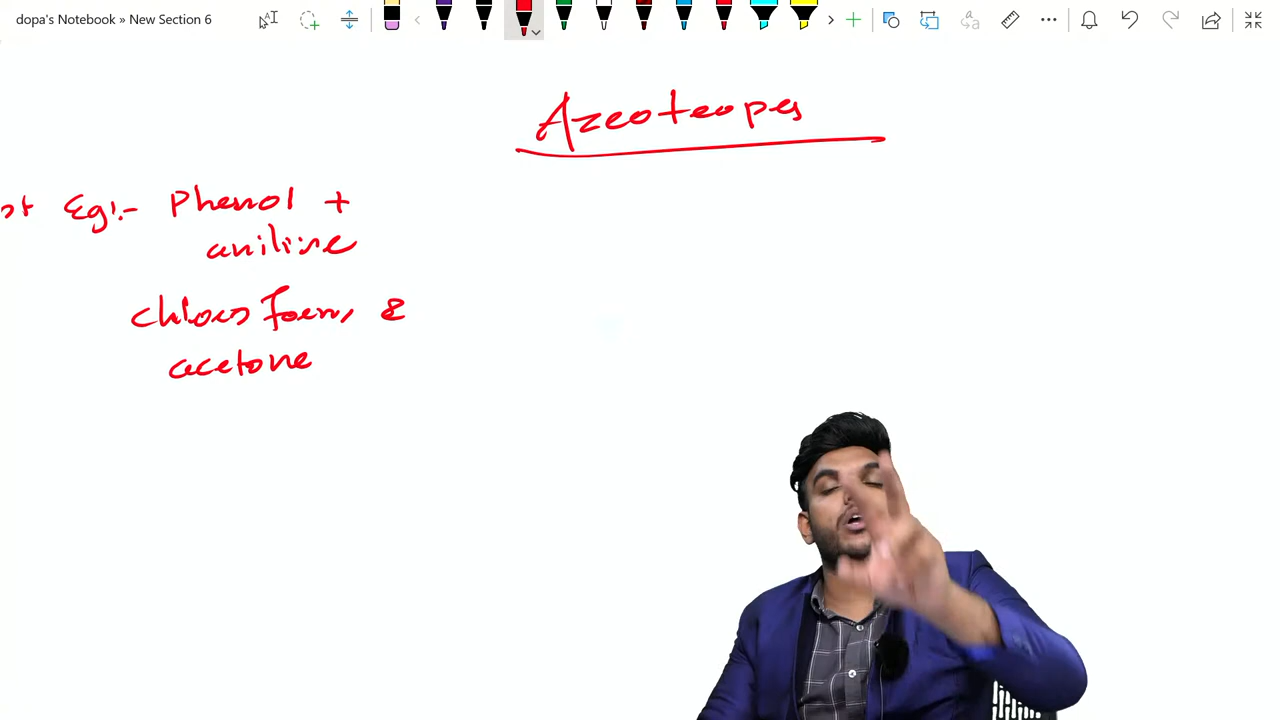 dopa's Notebook » New Section 6
Azeotropes
Eg:- Phenol +
aniline
chloroform &
acetone